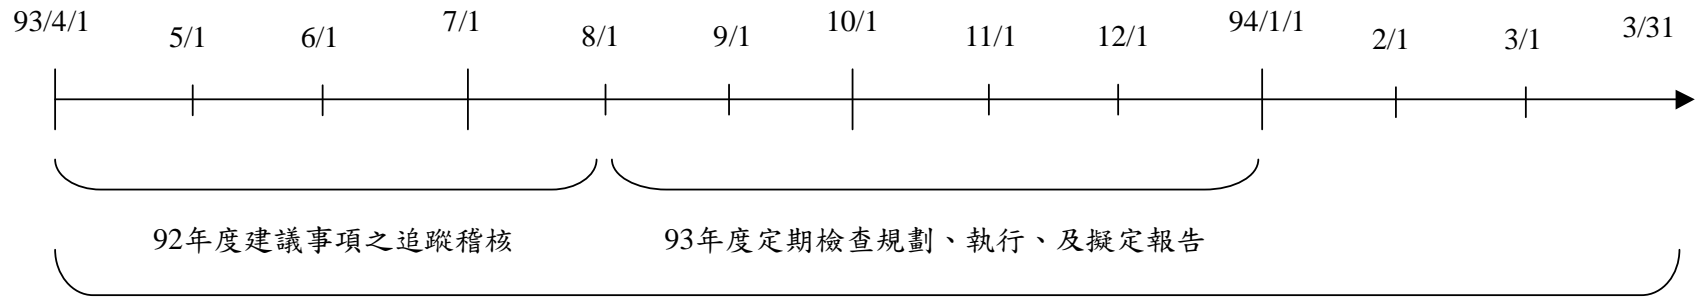 93/4/1 5/1 6/1 7/1 8/1 9/1 10/1 11/1 12/1 94/1/1 2/1 3/1 3/31
92年度建議事項之追蹤稽核 93年度定期檢查規劃、執行、及擬定報告